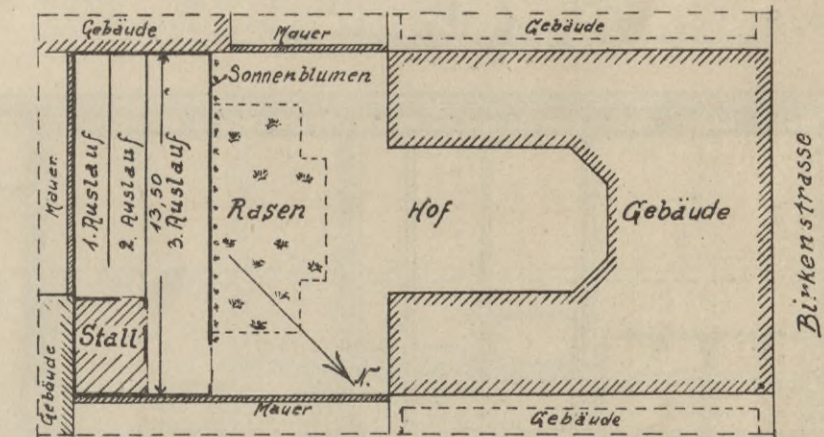 Gebäude
Mauer
Gebäude
Sonnenblumen
Mauer
1. Auslauf
2. Auslauf
13,50
3. Auslauf
Rasen
Hof
Gebäude
Birkenstrasse
Stall
N.
Gebäude
Mauer
Gebäude